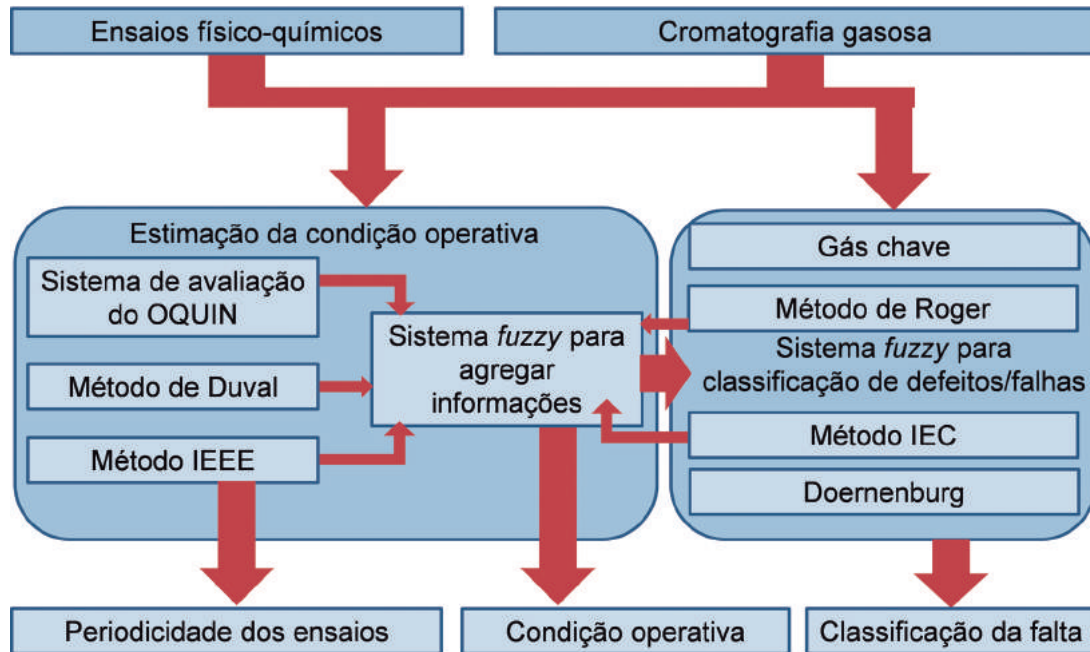 Ensaios físico-químicos
Cromatografia gasosa
Estimação da condição operativa
Sistema de avaliação
do OQUIN
Método de Duval
Método IEEE
Sistema fuzzy para
agregar
informações
Gás chave
Método de Roger
Sistema fuzzy para
classificação de defeitos/falhas
Método IEC
Doernenburg
Periodicidade dos ensaios
Condição operativa
Classificação da falta